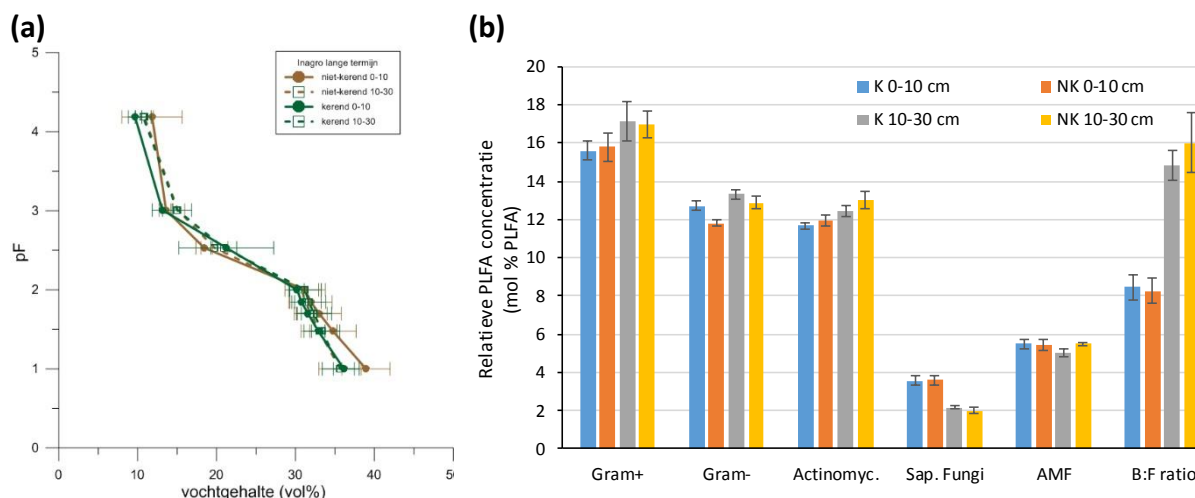 (a)
5
4
3
2
1
0
pF
0
10
20
30
40
50
vochtgehalte (vol%)
Inagro lange termijn
niet-kerend 0-10
niet-kerend 10-30
kerend 0-10
kerend 10-30
(b)
Relatieve PLFA concentratie
(mol % PLFA)
20
18
16
14
12
10
8
6
4
2
0
K 0-10 cm
NK 0-10 cm
K 10-30 cm
NK 10-30 cm
Gram+
Gram-
Actinomyc.
Sap. Fungi
AMF
B:F ratio